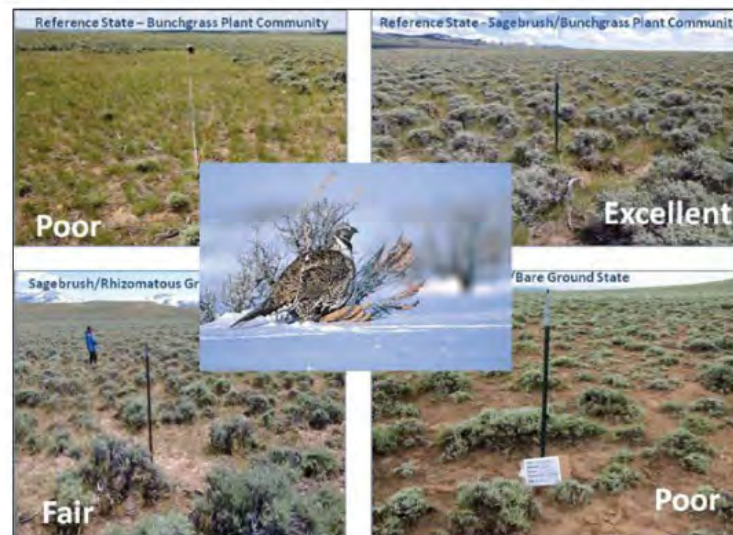 Reference State – Bunchgrass Plant Community
Reference State - Sagebrush/Bunchgrass Plant Communit
Poor
Excellent
Sagebrush/Rhizomatous Gr
/Bare Ground State
Fair
Poor